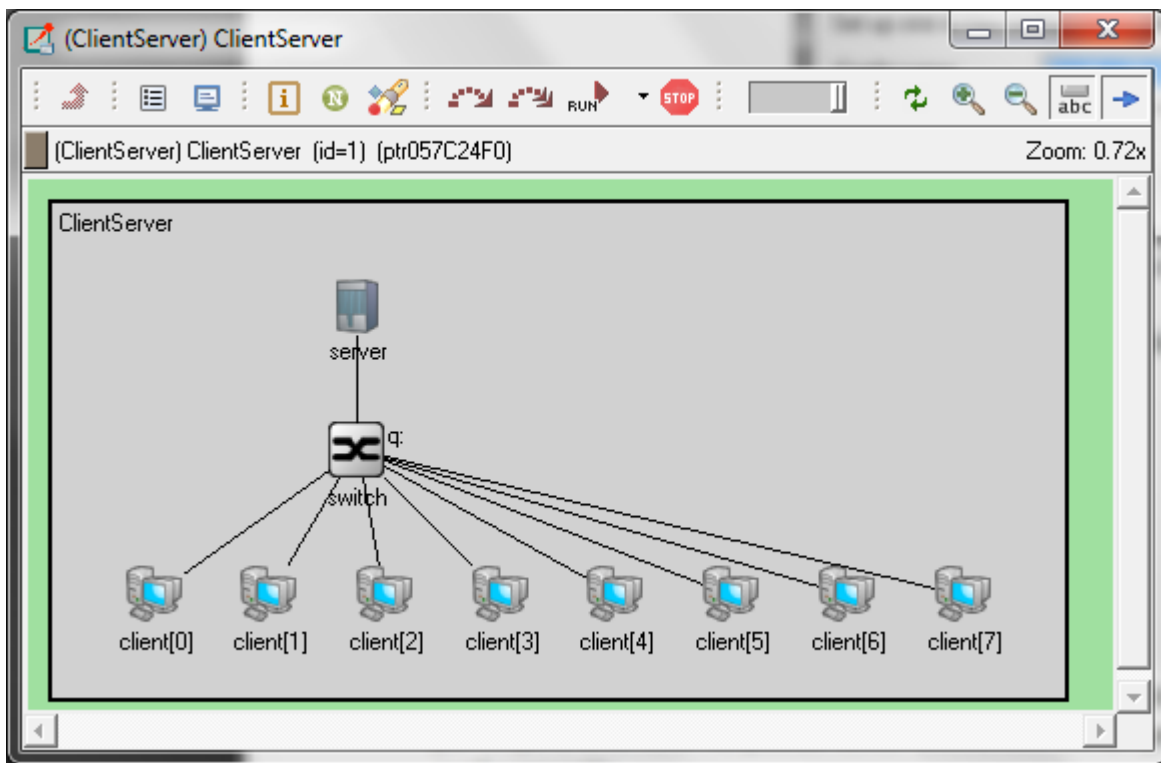 (ClientServer) ClientServer
RUN STOP abc
(ClientServer) ClientServer (id=1) (ptr057C24F0) Zoom: 0.72x
ClientServer
server
q:
switch
client[0] client[1] client[2] client[3] client[4] client[5] client[6] client[7]